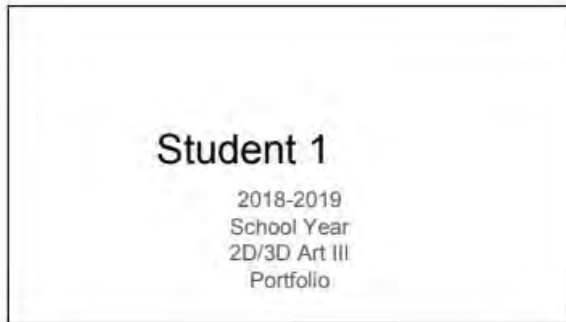 Student 1
2018-2019
School Year
2D/3D Art III
Portfolio